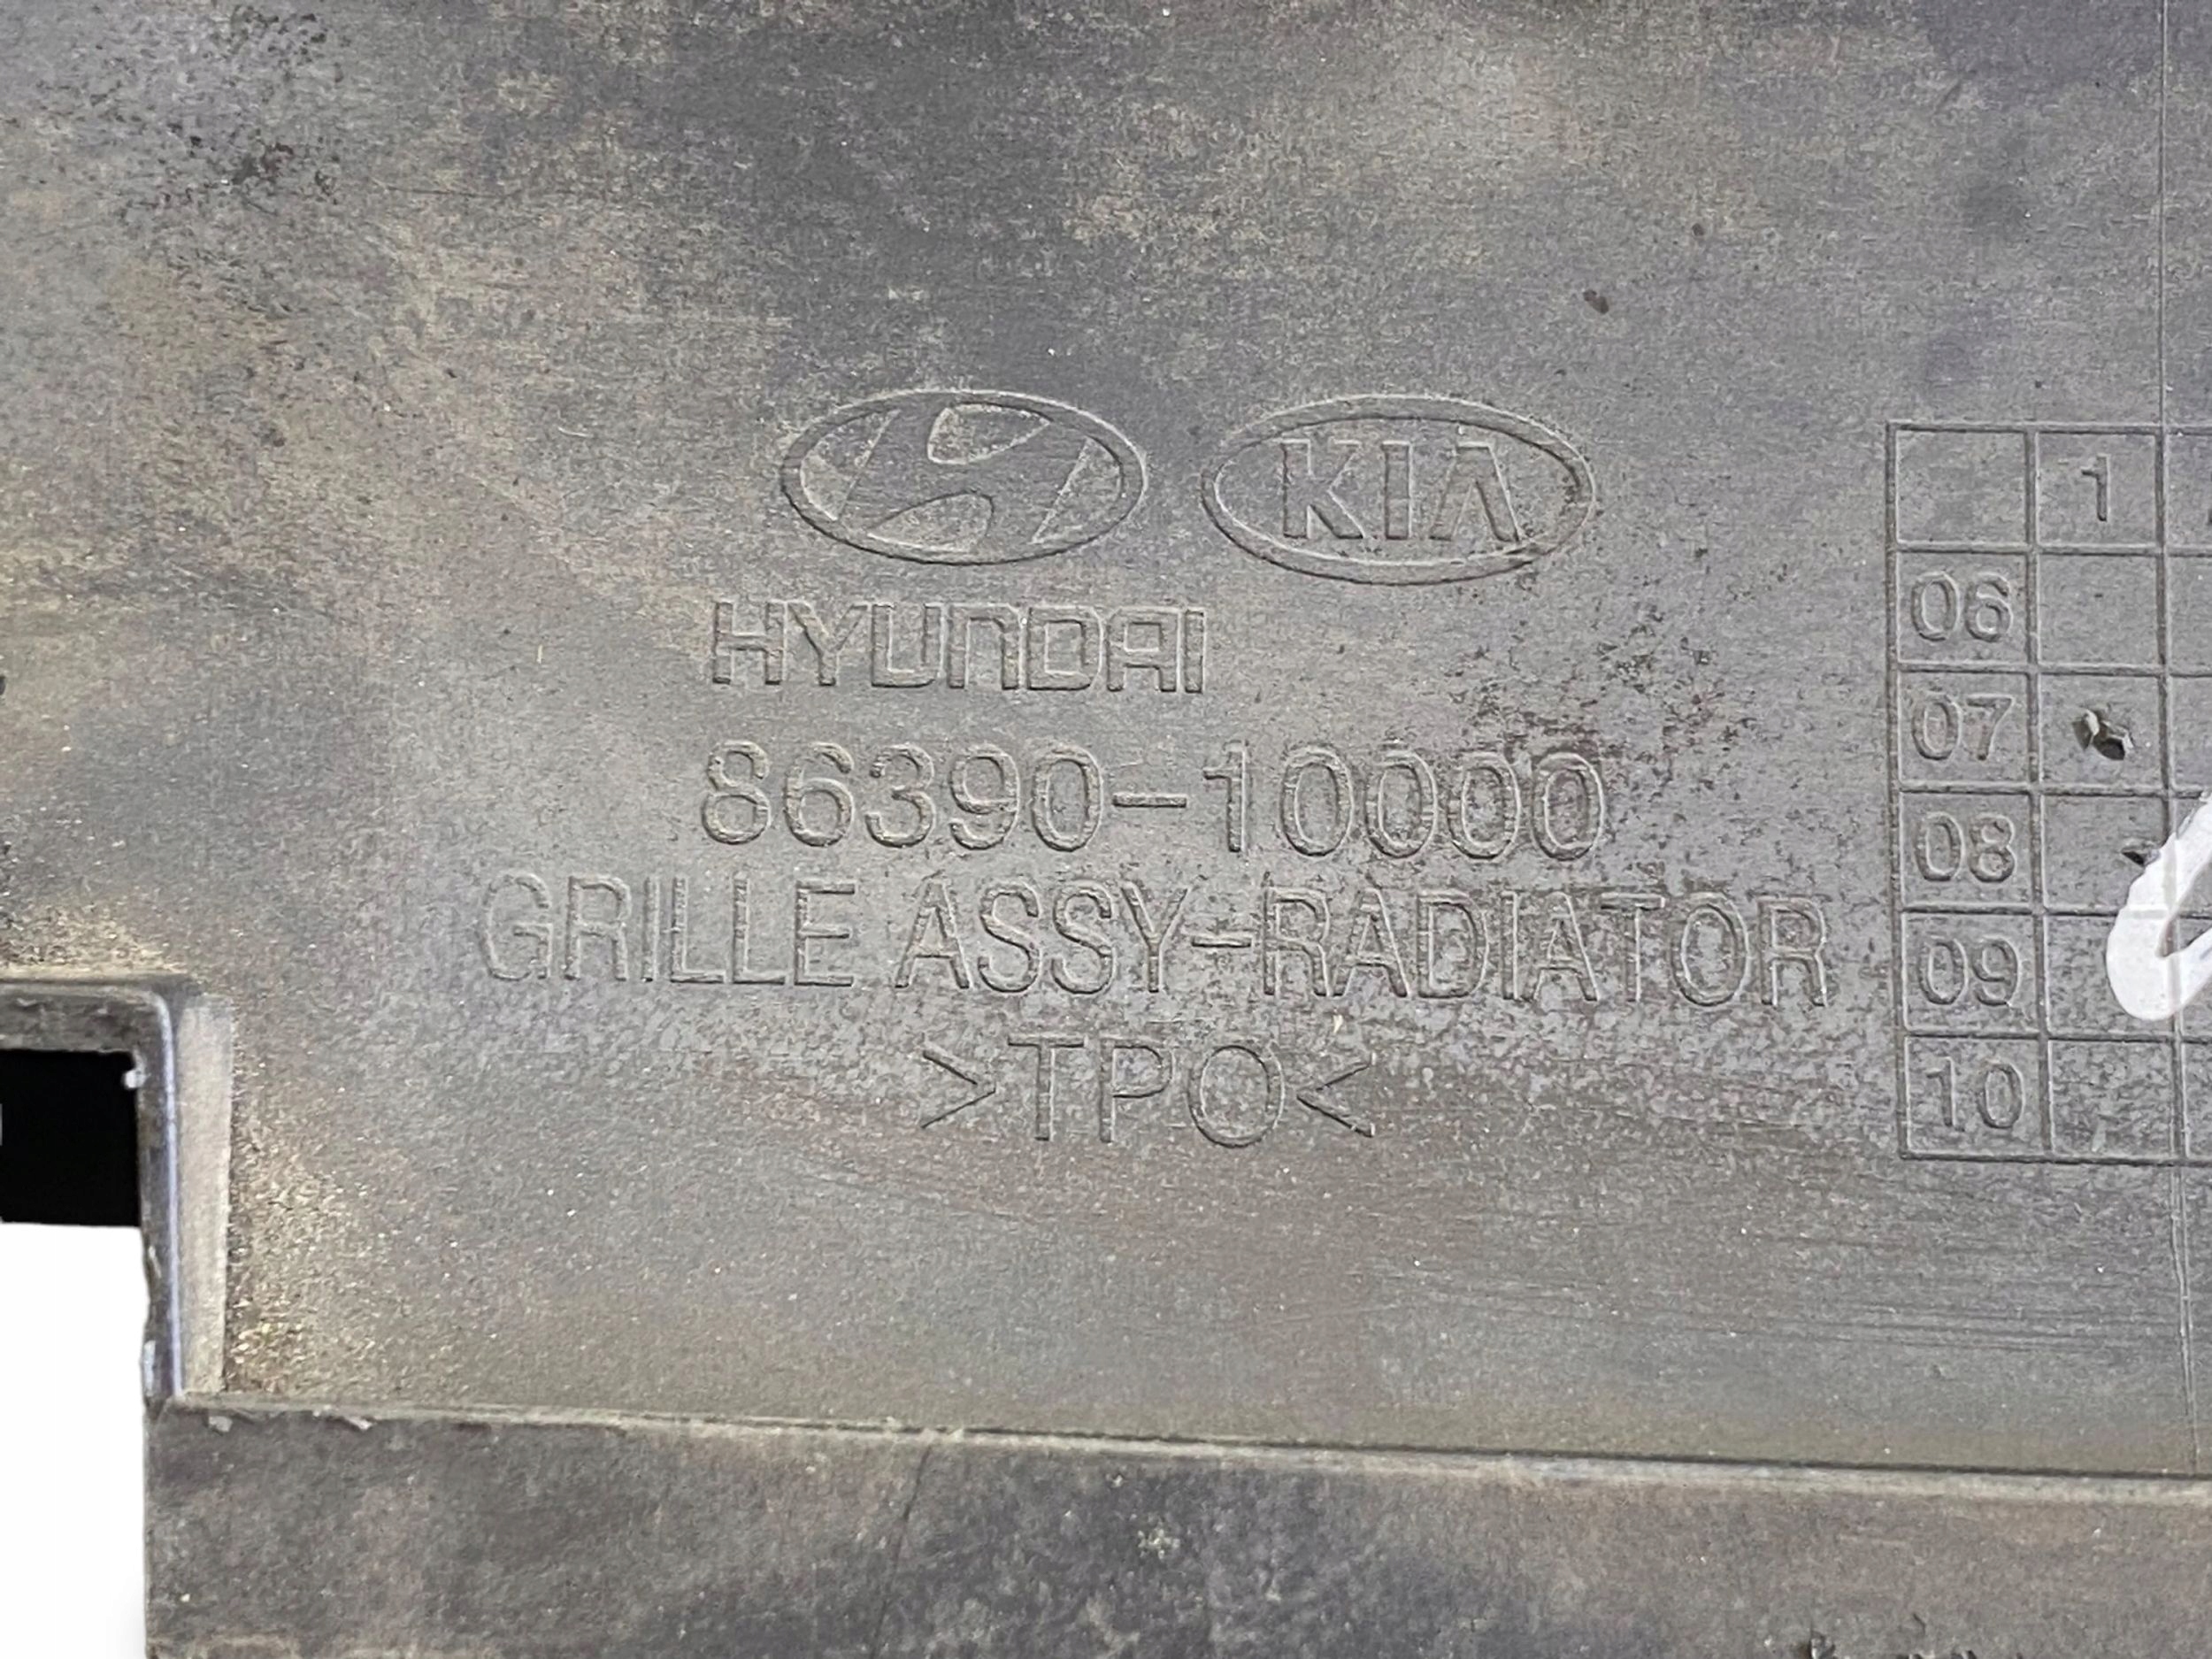 KIA
HYUNDAI
86390-10000
GRILLE ASSY-RADIATOR
>TPO<
1
06
07
08
09
10